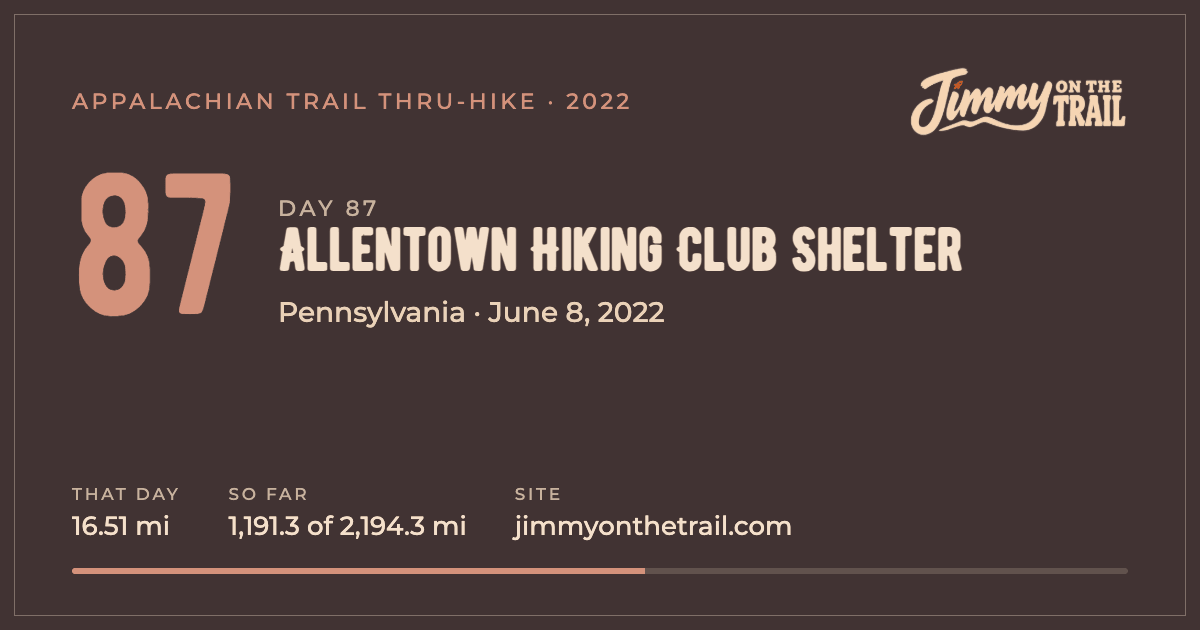 APPALACHIAN TRAIL THRU-HIKE · 2022
Jimmy ON THE TRAIL
87
DAY 87
ALLENTOWN HIKING CLUB SHELTER
Pennsylvania · June 8, 2022
THAT DAY SO FAR SITE
16.51 mi 1,191.3 of 2,194.3 mi jimmyonthetrail.com